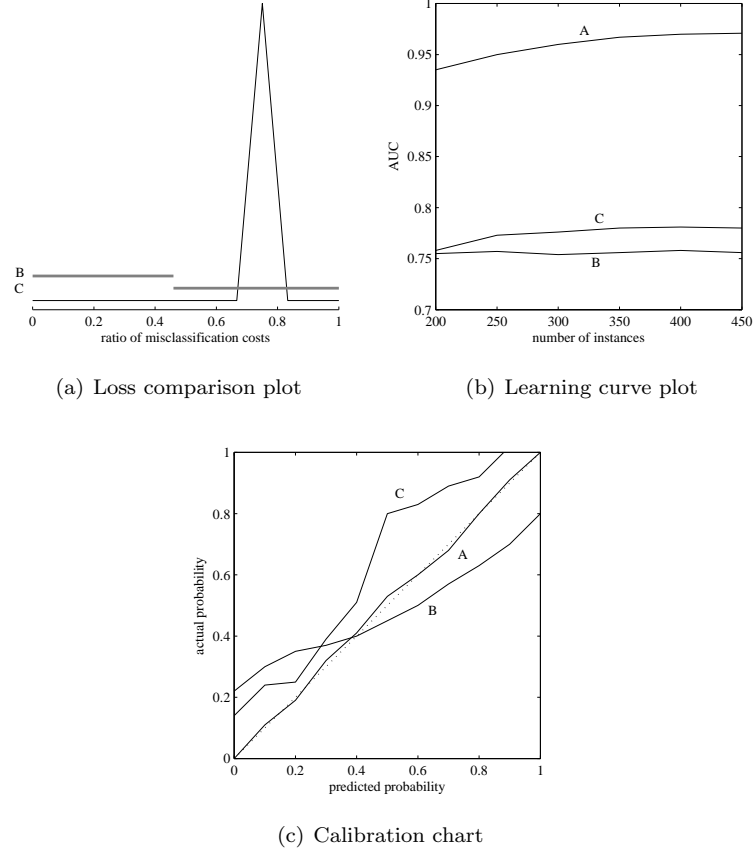 B
C
0 0.2 0.4 0.6 0.8 1
ratio of misclassification costs
(a) Loss comparison plot
1
0.95
0.9
0.85
0.8
0.75
0.7
AUC
A
C
B
200 250 300 350 400 450
number of instances
(b) Learning curve plot
1
0.8
0.6
0.4
0.2
0
actual probability
C
A
B
0 0.2 0.4 0.6 0.8 1
predicted probability
(c) Calibration chart